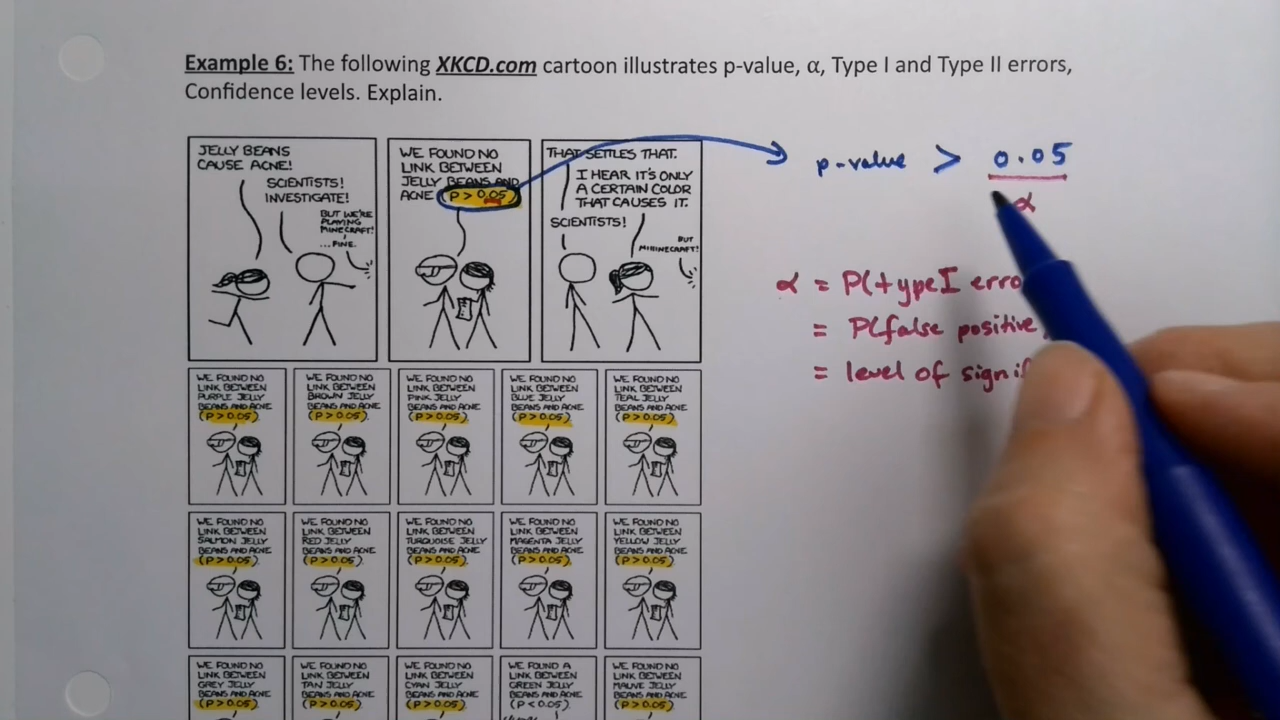 Example 6: The following XKCD.com cartoon illustrates p-value, α, Type I and Type II errors,
Confidence levels. Explain.
JELLY BEANS
CAUSE ACNE!
SCIENTISTS!
INVESTIGATE!
BUT WE'RE
PLAYING
MINECRAFT!
...FINE.
WE FOUND NO
LINK BETWEEN
JELLY BEANS AND
ACNE (P > 0.05)
THAT SETTLES THAT.
I HEAR IT'S ONLY
A CERTAIN COLOR
THAT CAUSES IT.
SCIENTISTS!
BUT
MIIINECRAFT!
p-value > 0.05
α
α = P(type I erro
= P(false positive
= level of signif
WE FOUND NO
LINK BETWEEN
PURPLE JELLY
BEANS AND ACNE
(P > 0.05)
WE FOUND NO
LINK BETWEEN
BROWN JELLY
BEANS AND ACNE
(P > 0.05)
WE FOUND NO
LINK BETWEEN
PINK JELLY
BEANS AND ACNE
(P > 0.05)
WE FOUND NO
LINK BETWEEN
BLUE JELLY
BEANS AND ACNE
(P > 0.05)
WE FOUND NO
LINK BETWEEN
TEAL JELLY
BEANS AND ACNE
(P > 0.05)
WE FOUND NO
LINK BETWEEN
SALMON JELLY
BEANS AND ACNE
(P > 0.05)
WE FOUND NO
LINK BETWEEN
RED JELLY
BEANS AND ACNE
(P > 0.05)
WE FOUND NO
LINK BETWEEN
TURQUOISE JELLY
BEANS AND ACNE
(P > 0.05)
WE FOUND NO
LINK BETWEEN
MAGENTA JELLY
BEANS AND ACNE
(P > 0.05)
WE FOUND NO
LINK BETWEEN
YELLOW JELLY
BEANS AND ACNE
(P > 0.05)
WE FOUND NO
LINK BETWEEN
GREY JELLY
BEANS AND ACNE
(P > 0.05)
WE FOUND NO
LINK BETWEEN
TAN JELLY
BEANS AND ACNE
(P > 0.05)
WE FOUND NO
LINK BETWEEN
CYAN JELLY
BEANS AND ACNE
(P > 0.05)
WE FOUND A
LINK BETWEEN
GREEN JELLY
BEANS AND ACNE
(P < 0.05)
WE FOUND NO
LINK BETWEEN
MAUVE JELLY
BEANS AND ACNE
(P > 0.05)